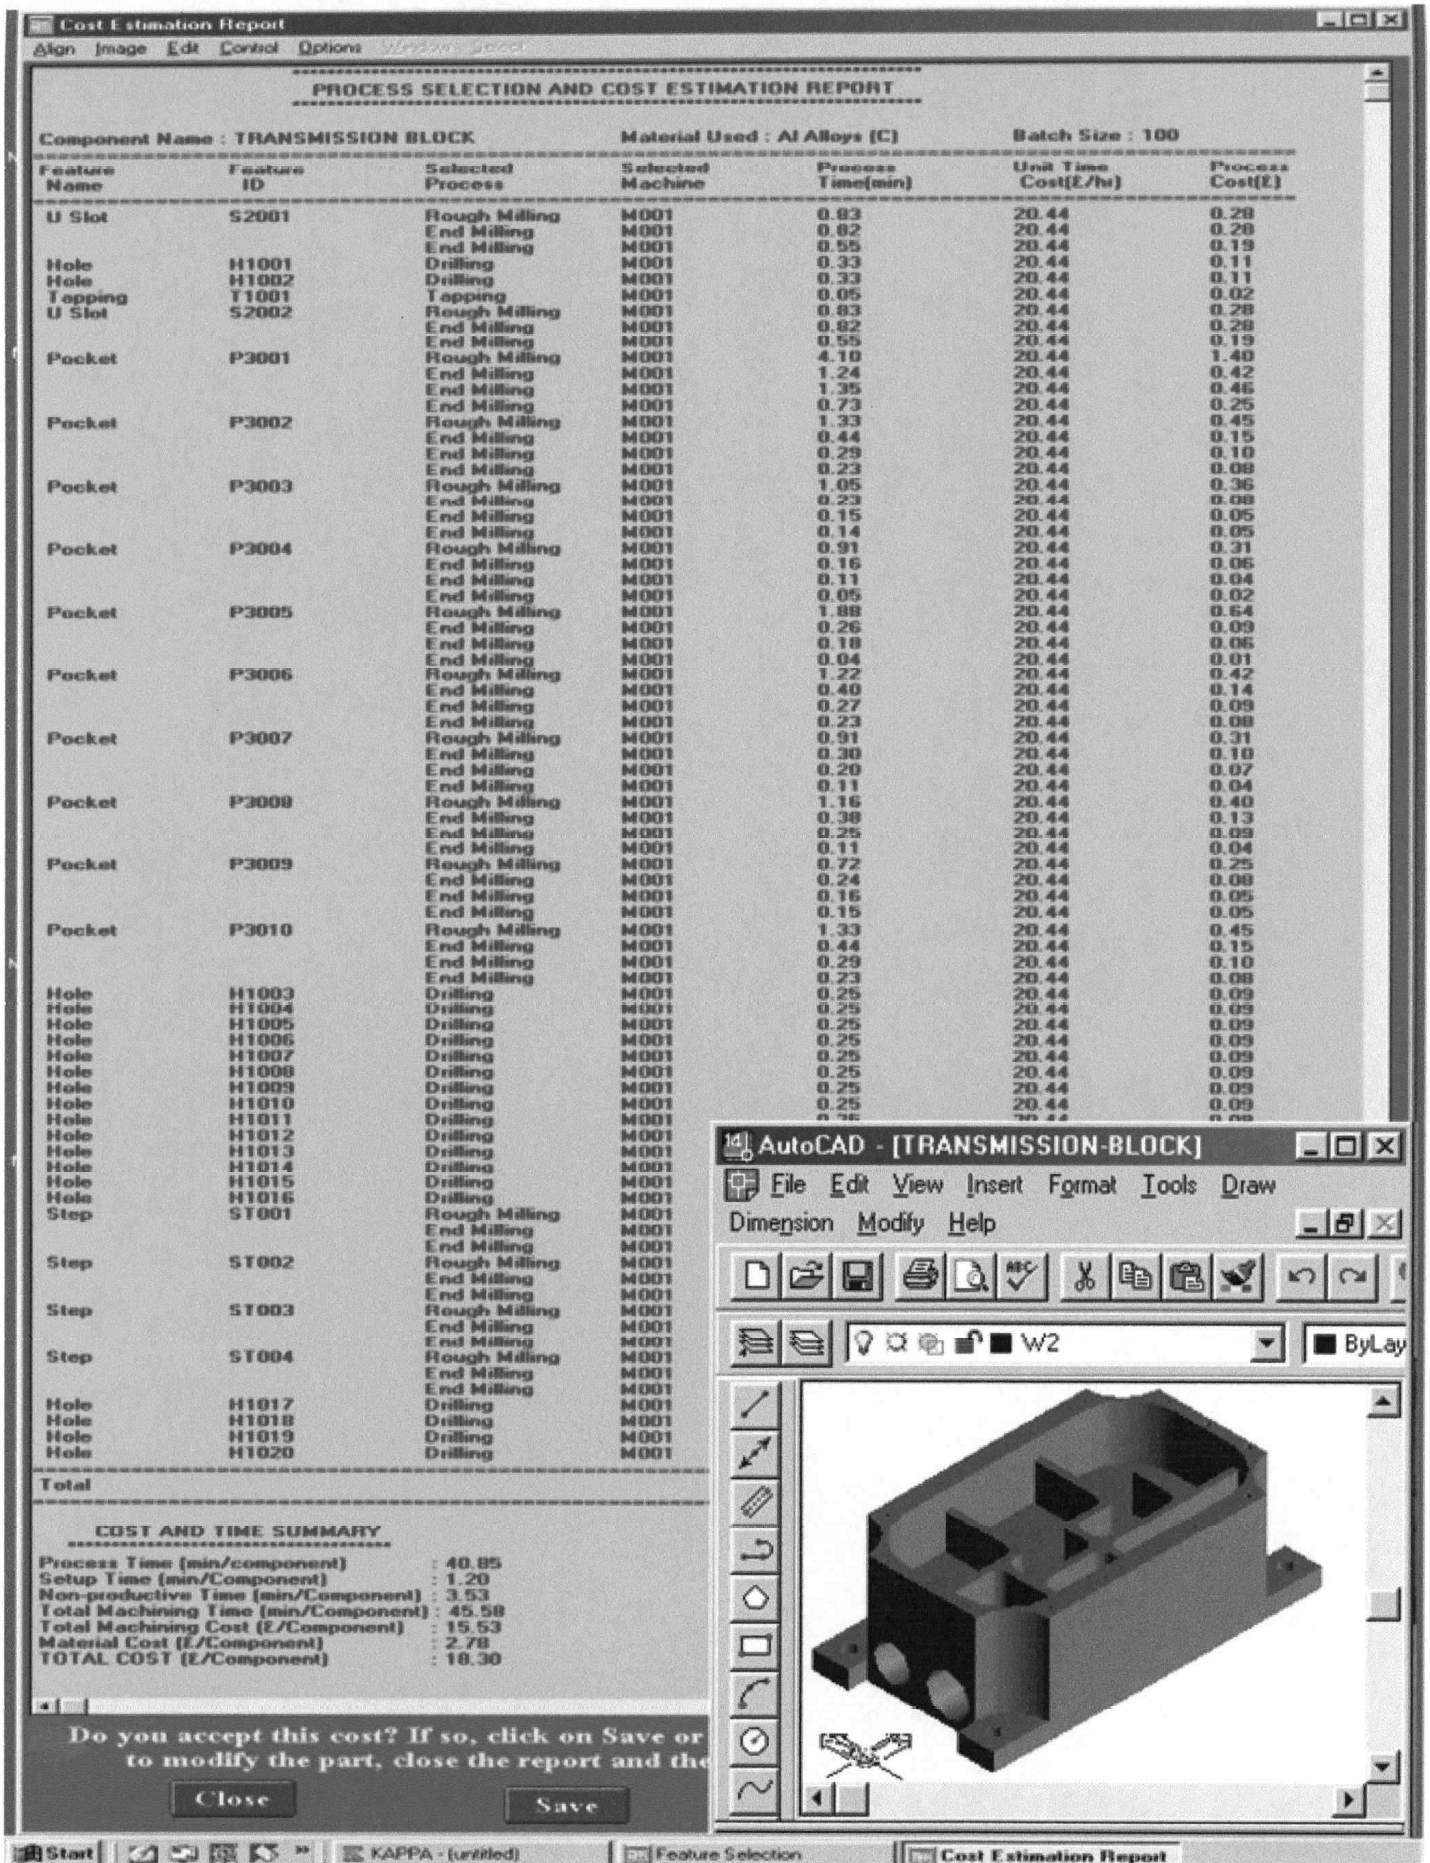 Cost Estimation Report
Align Image Edit Control Options Window Select
PROCESS SELECTION AND COST ESTIMATION REPORT
Component Name : TRANSMISSION BLOCK Material Used : Al Alloys (C) Batch Size : 100
Feature Feature Selected Selected Process Unit Time Process
Name ID Process Machine Time(min) Cost(£/hr) Cost(£)
U Slot S2001 Rough Milling M001 0.83 20.44 0.28
End Milling M001 0.82 20.44 0.28
End Milling M001 0.55 20.44 0.19
Hole H1001 Drilling M001 0.33 20.44 0.11
Hole H1002 Drilling M001 0.33 20.44 0.11
Tapping T1001 Tapping M001 0.05 20.44 0.02
U Slot S2002 Rough Milling M001 0.83 20.44 0.28
End Milling M001 0.82 20.44 0.28
End Milling M001 0.55 20.44 0.19
Pocket P3001 Rough Milling M001 4.10 20.44 1.40
End Milling M001 1.24 20.44 0.42
End Milling M001 1.35 20.44 0.46
End Milling M001 0.73 20.44 0.25
Pocket P3002 Rough Milling M001 1.33 20.44 0.45
End Milling M001 0.44 20.44 0.15
End Milling M001 0.29 20.44 0.10
End Milling M001 0.23 20.44 0.08
Pocket P3003 Rough Milling M001 1.05 20.44 0.36
End Milling M001 0.23 20.44 0.08
End Milling M001 0.15 20.44 0.05
End Milling M001 0.14 20.44 0.05
Pocket P3004 Rough Milling M001 0.91 20.44 0.31
End Milling M001 0.16 20.44 0.06
End Milling M001 0.11 20.44 0.04
End Milling M001 0.05 20.44 0.02
Pocket P3005 Rough Milling M001 1.88 20.44 0.64
End Milling M001 0.26 20.44 0.09
End Milling M001 0.18 20.44 0.06
End Milling M001 0.04 20.44 0.01
Pocket P3006 Rough Milling M001 1.22 20.44 0.42
End Milling M001 0.40 20.44 0.14
End Milling M001 0.27 20.44 0.09
End Milling M001 0.23 20.44 0.08
Pocket P3007 Rough Milling M001 0.91 20.44 0.31
End Milling M001 0.30 20.44 0.10
End Milling M001 0.20 20.44 0.07
End Milling M001 0.11 20.44 0.04
Pocket P3008 Rough Milling M001 1.16 20.44 0.40
End Milling M001 0.38 20.44 0.13
End Milling M001 0.25 20.44 0.09
End Milling M001 0.11 20.44 0.04
Pocket P3009 Rough Milling M001 0.72 20.44 0.25
End Milling M001 0.24 20.44 0.08
End Milling M001 0.16 20.44 0.05
End Milling M001 0.15 20.44 0.05
Pocket P3010 Rough Milling M001 1.33 20.44 0.45
End Milling M001 0.44 20.44 0.15
End Milling M001 0.29 20.44 0.10
End Milling M001 0.23 20.44 0.08
Hole H1003 Drilling M001 0.25 20.44 0.09
Hole H1004 Drilling M001 0.25 20.44 0.09
Hole H1005 Drilling M001 0.25 20.44 0.09
Hole H1006 Drilling M001 0.25 20.44 0.09
Hole H1007 Drilling M001 0.25 20.44 0.09
Hole H1008 Drilling M001 0.25 20.44 0.09
Hole H1009 Drilling M001 0.25 20.44 0.09
Hole H1010 Drilling M001 0.25 20.44 0.09
Hole H1011 Drilling M001
Hole H1012 Drilling M001
Hole H1013 Drilling M001
Hole H1014 Drilling M001
Hole H1015 Drilling M001
Hole H1016 Drilling M001
Step ST001 Rough Milling M001
End Milling M001
End Milling M001
Step ST002 Rough Milling M001
End Milling M001
End Milling M001
Step ST003 Rough Milling M001
End Milling M001
End Milling M001
Step ST004 Rough Milling M001
End Milling M001
End Milling M001
Hole H1017 Drilling M001
Hole H1018 Drilling M001
Hole H1019 Drilling M001
Hole H1020 Drilling M001
Total
COST AND TIME SUMMARY
Process Time (min/component) : 40.85
Setup Time (min/Component) : 1.20
Non-productive Time (min/Component) : 3.53
Total Machining Time (min/Component) : 45.58
Total Machining Cost (£/Component) : 15.53
Material Cost (£/Component) : 2.78
TOTAL COST (£/Component) : 18.30
Do you accept this cost? If so, click on Save or
to modify the part, close the report and the
Close Save
AutoCAD - [TRANSMISSION-BLOCK]
File Edit View Insert Format Tools Draw
Dimension Modify Help
ABC
W2 ByLay
Start KAPPA - (untitled) Feature Selection Cost Estimation Report